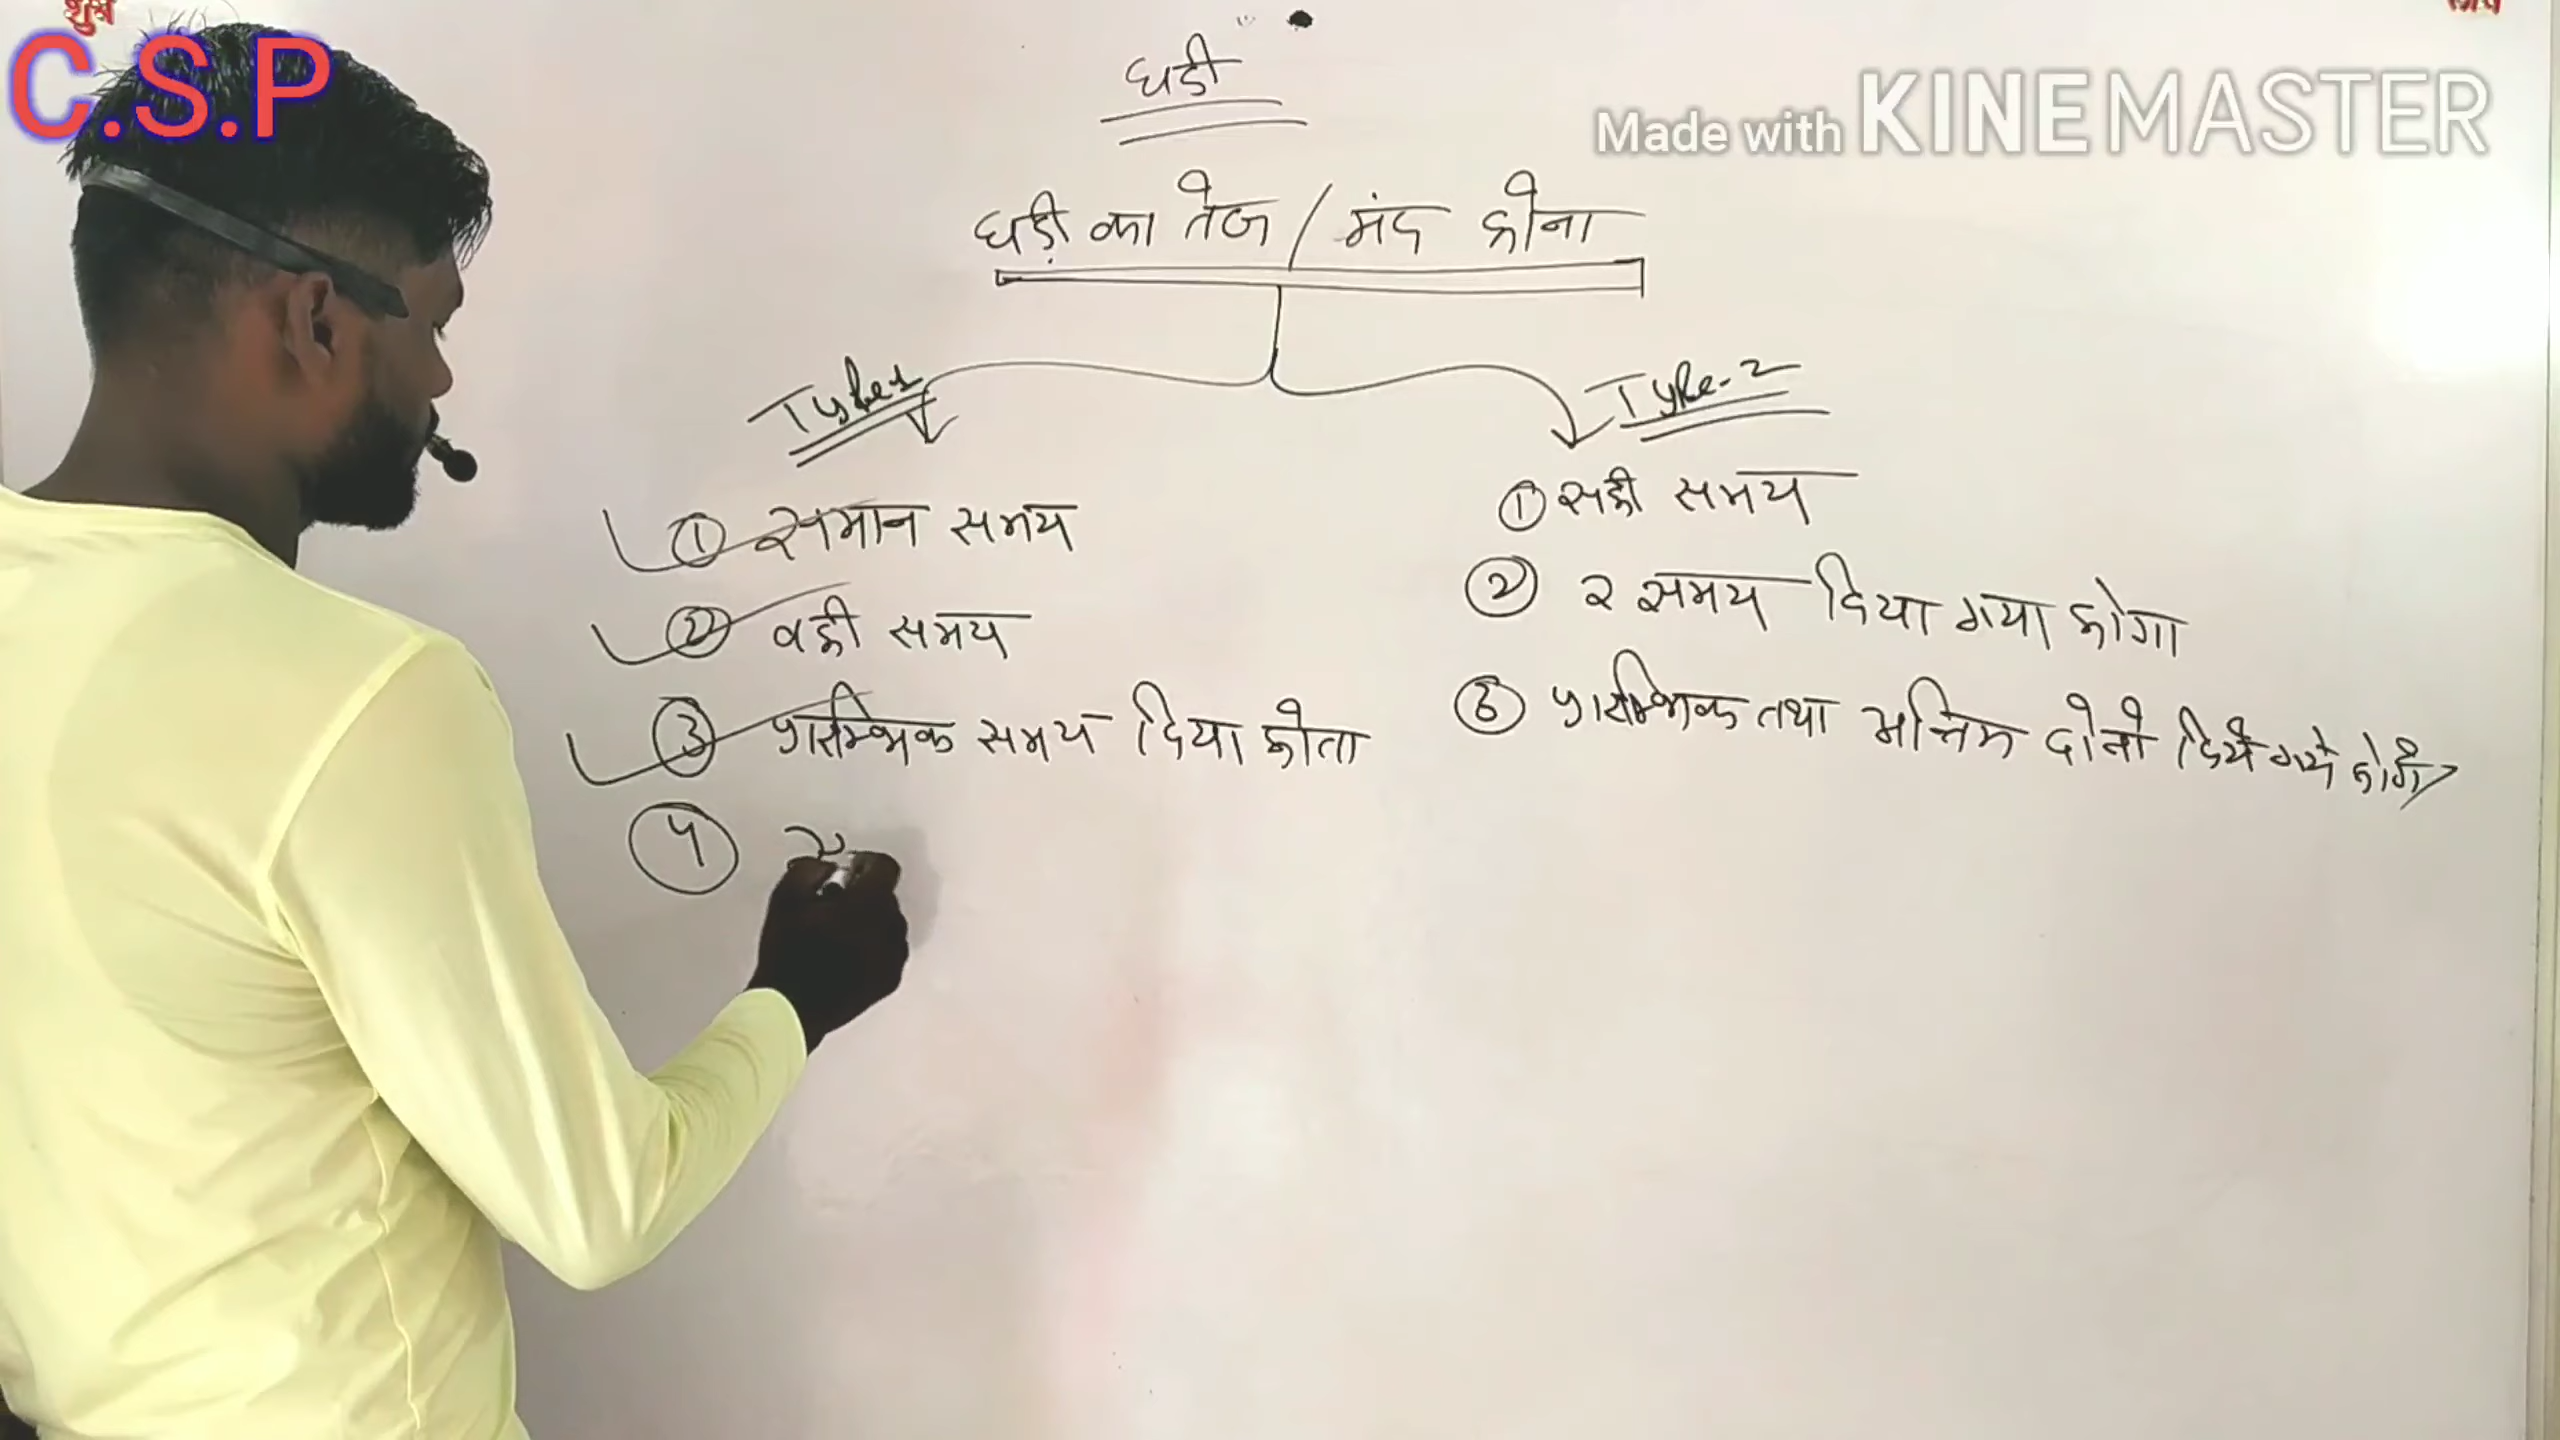 शुभ
C.S.P
Made with KINEMASTER
घडी
घड़ी का तेज / मंद होना
Type-1
① समान समय
② वही समय
③ प्रारम्भिक समय दिया होता
④
Type-2
① सही समय
② २ समय दिया गया होगा
③ प्रारम्भिक तथा अन्तिम दोनों दिये गये होंगे